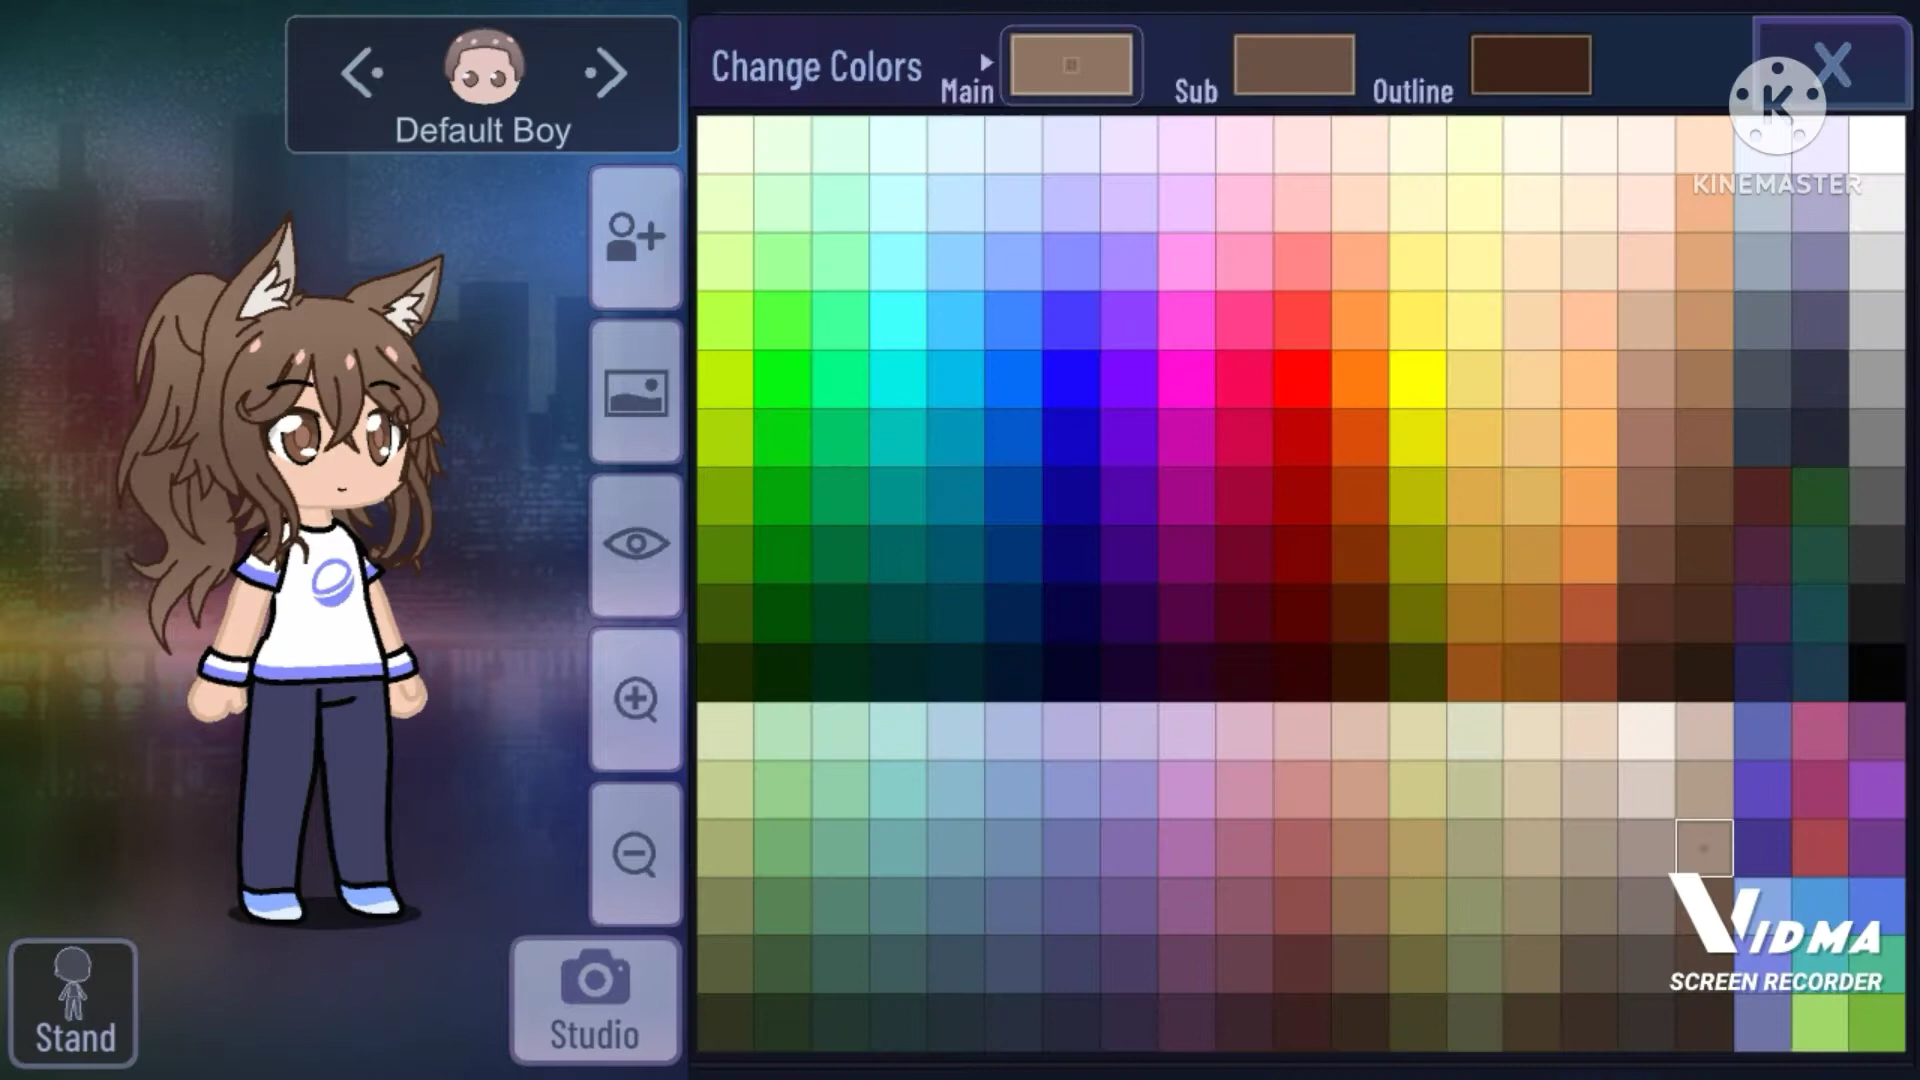 Default Boy
Change Colors
Main
Sub
Outline
X
K
KINEMASTER
Stand
Studio
VIDMA
SCREEN RECORDER